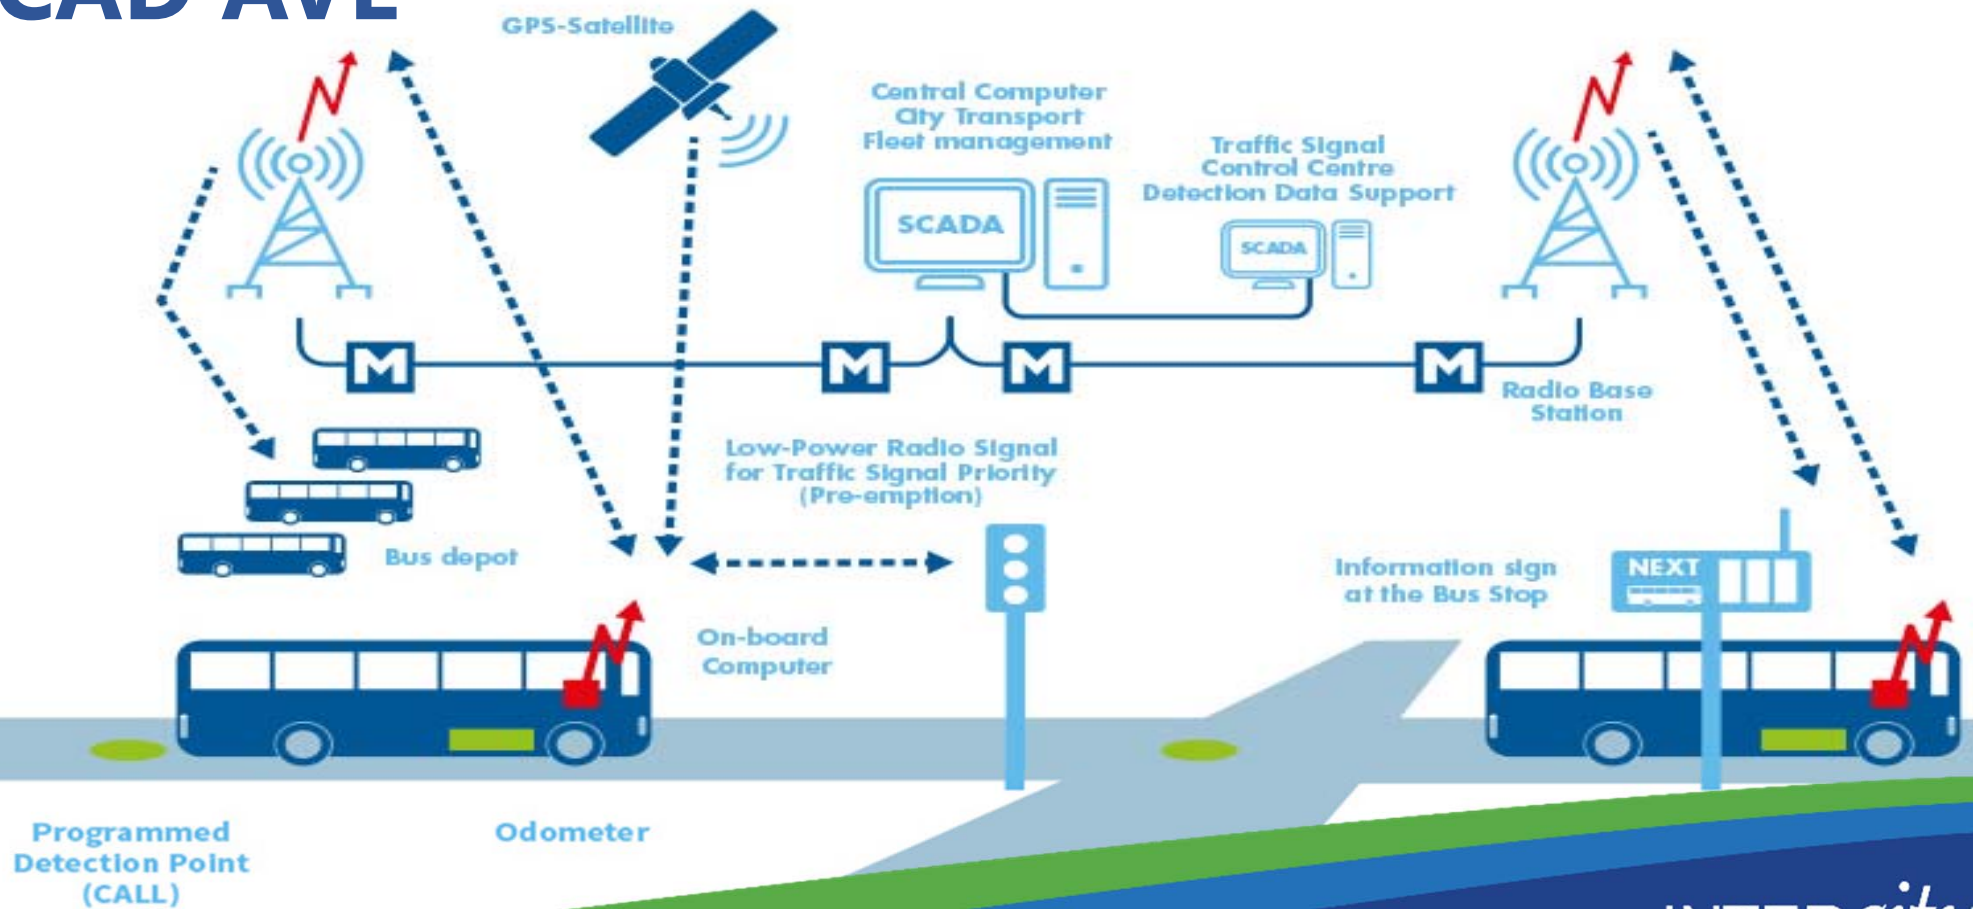 CAD AVL
GPS-Satellite
Central Computer
City Transport
Fleet management
Traffic Signal
Control Centre
Detection Data Support
SCADA
SCADA
M
M
M
M
Radio Base
Station
Low-Power Radio Signal
for Traffic Signal Priority
(Pre-emption)
Bus depot
Information sign
at the Bus Stop
NEXT
On-board
Computer
Programmed
Detection Point
(CALL)
Odometer